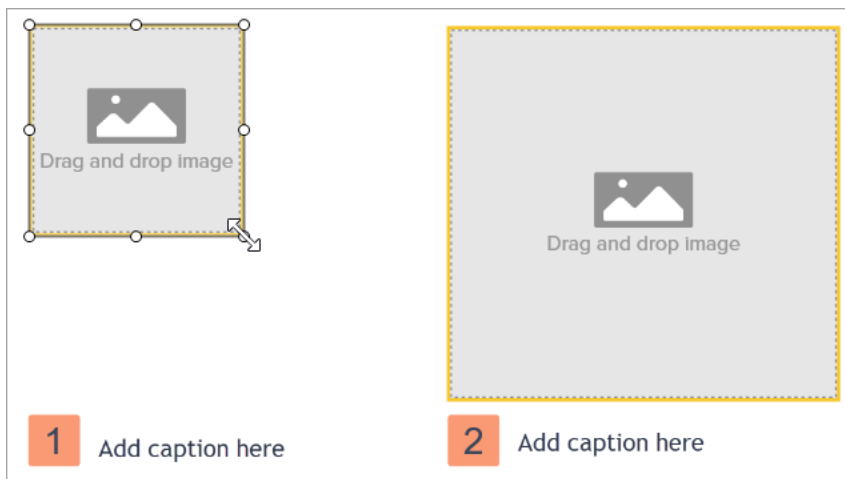 Drag and drop image
Drag and drop image
1 Add caption here
2 Add caption here